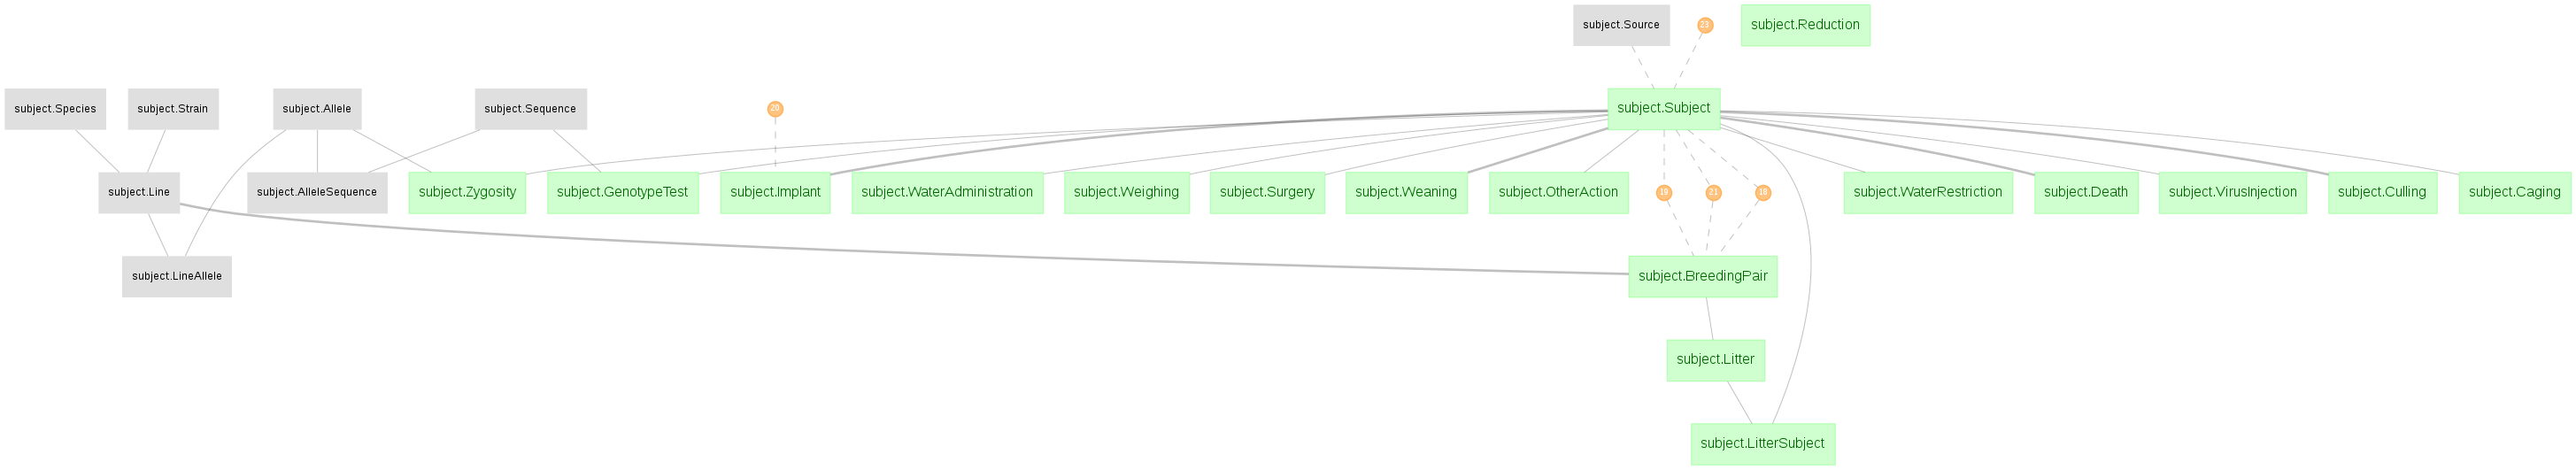 subject.Source
22
subject.Reduction
subject.Species
subject.Strain
subject.Allele
subject.Sequence
20
subject.Subject
subject.Line
subject.AlleleSequence
subject.Zygosity
subject.GenotypeTest
subject.Implant
subject.WaterAdministration
subject.Weighing
subject.Surgery
subject.Weaning
subject.OtherAction
19
21
18
subject.WaterRestriction
subject.Death
subject.VirusInjection
subject.Culling
subject.Caging
subject.LineAllele
subject.BreedingPair
subject.Litter
subject.LitterSubject